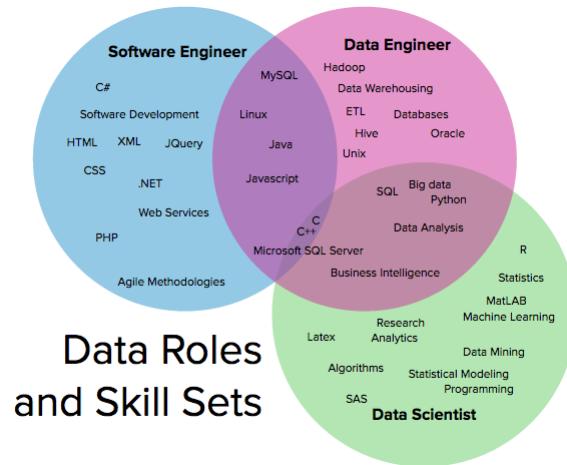 Software Engineer
Data Engineer
C#
Software Development
HTML
XML
JQuery
CSS
.NET
Web Services
PHP
Agile Methodologies
MySQL
Linux
Java
Javascript
C
C++
Microsoft SQL Server
Hadoop
Data Warehousing
ETL
Databases
Hive
Oracle
Unix
SQL
Big data
Python
Data Analysis
Business Intelligence
R
Statistics
MatLAB
Machine Learning
Research
Analytics
Latex
Data Mining
Algorithms
Statistical Modeling
Programming
SAS
Data Scientist
Data Roles
and Skill Sets